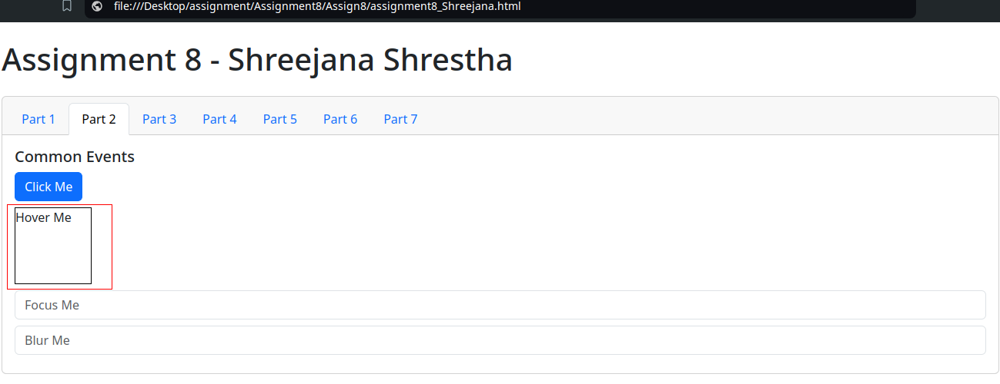 file:///Desktop/assignment/Assignment8/Assign8/assignment8_Shreejana.html
Assignment 8 - Shreejana Shrestha
Part 1 Part 2 Part 3 Part 4 Part 5 Part 6 Part 7
Common Events
Click Me
Hover Me
Focus Me
Blur Me